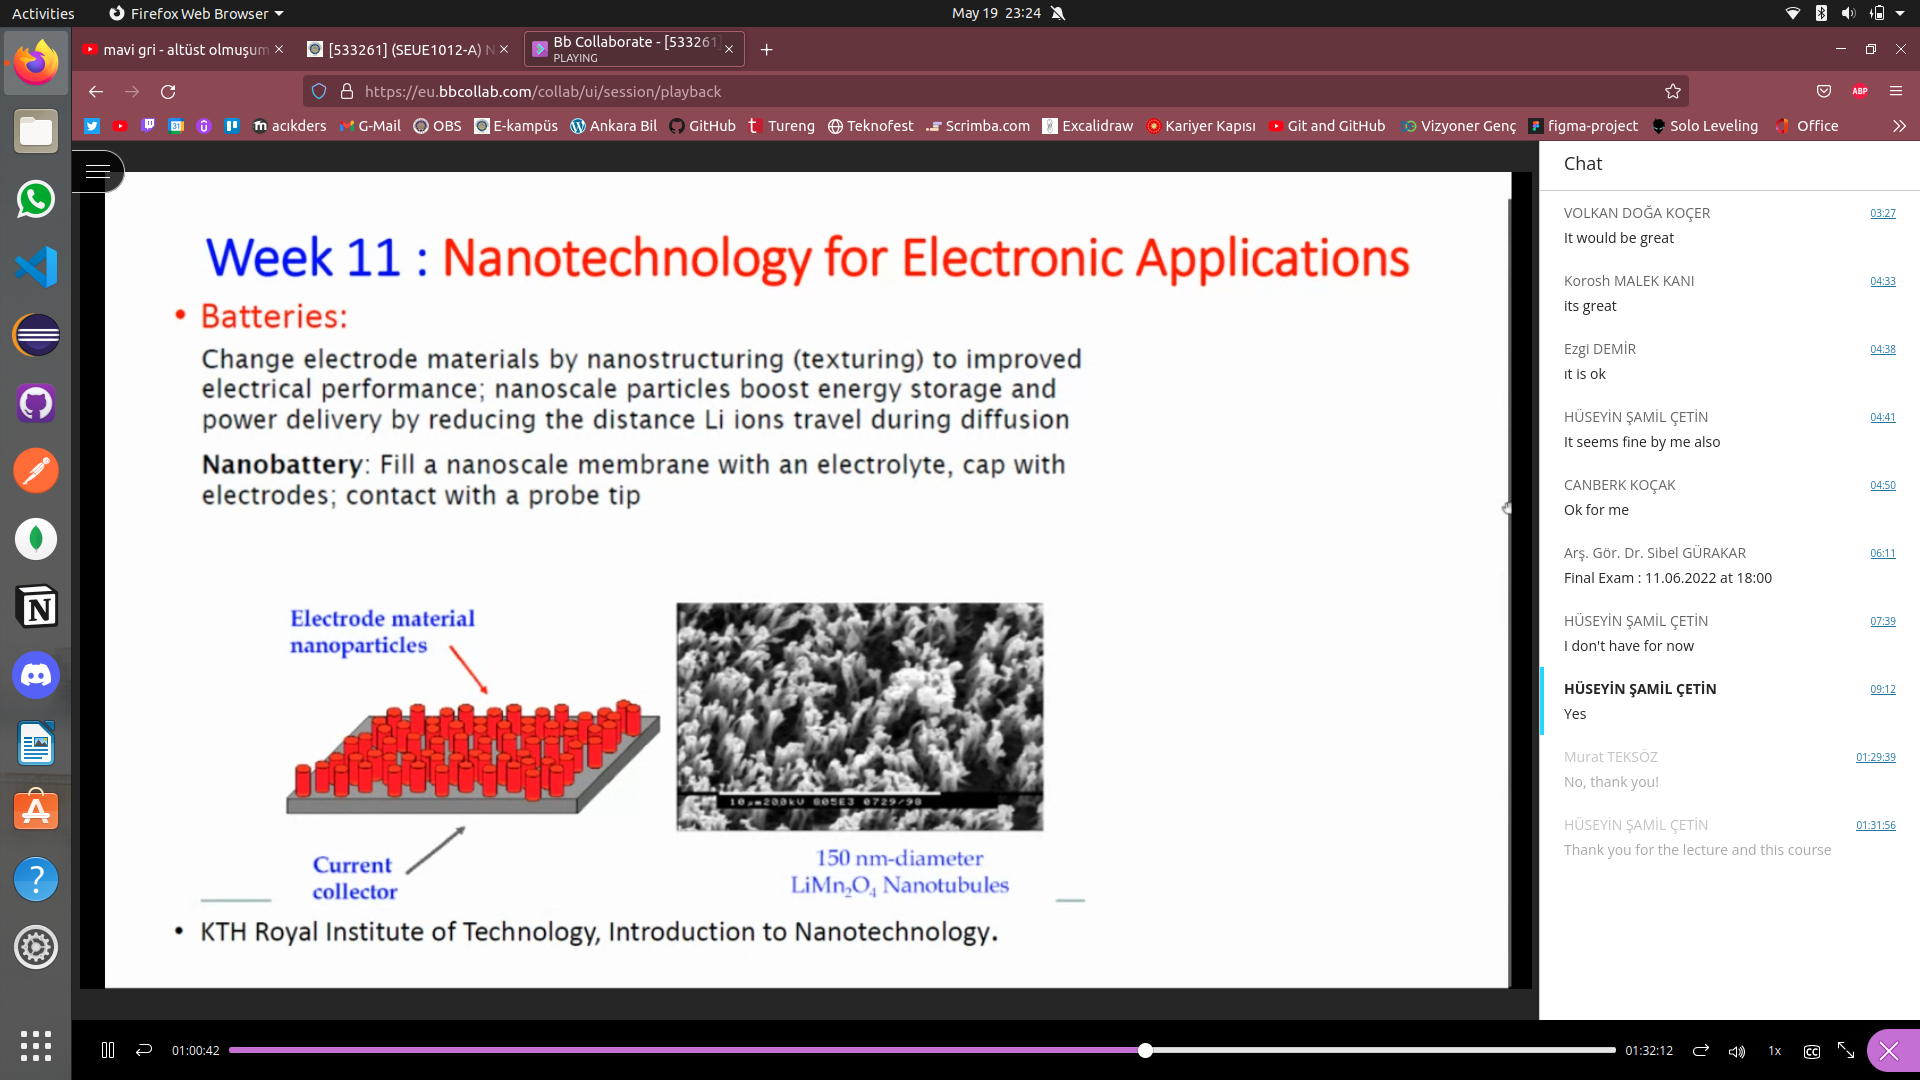 Activities
Firefox Web Browser
May 19 23:24
mavi gri - altüst olmuşum
[533261] (SEUE1012-A) N
Bb Collaborate - [533261]
PLAYING
https://eu.bbcollab.com/collab/ui/session/playback
ABP
31
acıkders
G-Mail
OBS
E-kampüs
Ankara Bil
GitHub
Tureng
Teknofest
Scrimba.com
Excalidraw
Kariyer Kapısı
Git and GitHub
Vizyoner Genç
figma-project
Solo Leveling
Office
Week 11 : Nanotechnology for Electronic Applications
• Batteries:
Change electrode materials by nanostructuring (texturing) to improved
electrical performance; nanoscale particles boost energy storage and
power delivery by reducing the distance Li ions travel during diffusion
Nanobattery: Fill a nanoscale membrane with an electrolyte, cap with
electrodes; contact with a probe tip
Electrode material
nanoparticles
Current
collector
10µm 20.0kV 805E3 0729/98
150 nm-diameter
LiMn₂O₄ Nanotubules
• KTH Royal Institute of Technology, Introduction to Nanotechnology.
Chat
VOLKAN DOĞA KOÇER 03:27
It would be great
Korosh MALEK KANI 04:33
its great
Ezgi DEMİR 04:38
ıt is ok
HÜSEYİN ŞAMİL ÇETİN 04:41
It seems fine by me also
CANBERK KOÇAK 04:50
Ok for me
Arş. Gör. Dr. Sibel GÜRAKAR 06:11
Final Exam : 11.06.2022 at 18:00
HÜSEYİN ŞAMİL ÇETİN 07:39
I don't have for now
HÜSEYİN ŞAMİL ÇETİN 09:12
Yes
Murat TEKSÖZ 01:29:39
No, thank you!
HÜSEYİN ŞAMİL ÇETİN 01:31:56
Thank you for the lecture and this course
01:00:42
01:32:12
1x
CC